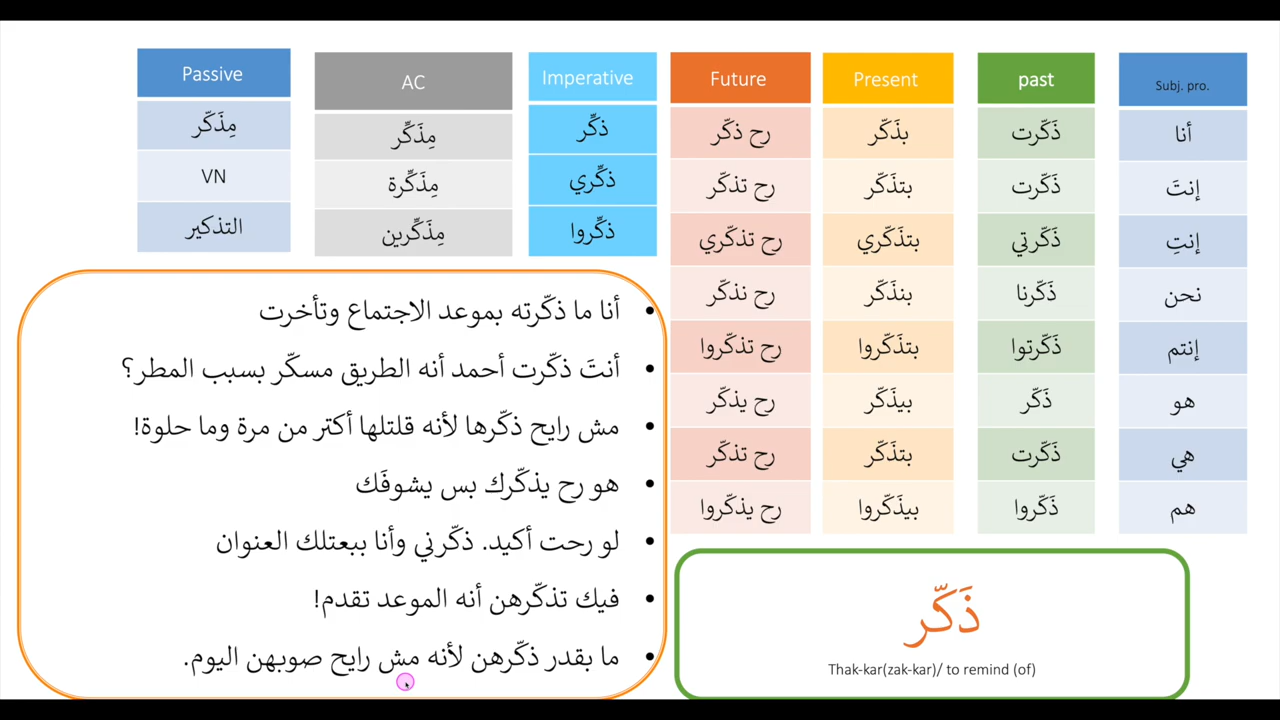 Passive
مِذَكّر
VN
التذكير
AC
مِذَكِّر
مِذَكِّرة
مِذَكِّرين
Imperative
ذكِّر
ذكِّري
ذكِّروا
Future
رح ذكّر
رح تذكّر
رح تذكّري
رح نذكّر
رح تذكّروا
رح يذكّر
رح تذكّر
رح يذكّروا
Present
بذَكّر
بتذَكّر
بتذَكّري
بنذَكّر
بتذَكّروا
بيذَكّر
بتذَكّر
بيذَكّروا
past
ذَكّرت
ذَكّرت
ذَكّرتي
ذَكّرنا
ذَكّرتوا
ذَكّر
ذَكّرت
ذَكّروا
Subj. pro.
أنا
إنتَ
إنتِ
نحن
إنتم
هو
هي
هم
أنا ما ذكّرته بموعد الاجتماع وتأخرت
أنتَ ذكّرت أحمد أنه الطريق مسكّر بسبب المطر؟
مش رايح ذكّرها لأنه قلتلها أكتر من مرة وما حلوة!
هو رح يذكّرك بس يشوفَك
لو رحت أكيد. ذكّرني وأنا ببعتلك العنوان
فيك تذكّرهن أنه الموعد تقدم!
ما بقدر ذكّرهن لأنه مش رايح صوبهن اليوم.
ذَكّر
Thak-kar(zak-kar)/ to remind (of)